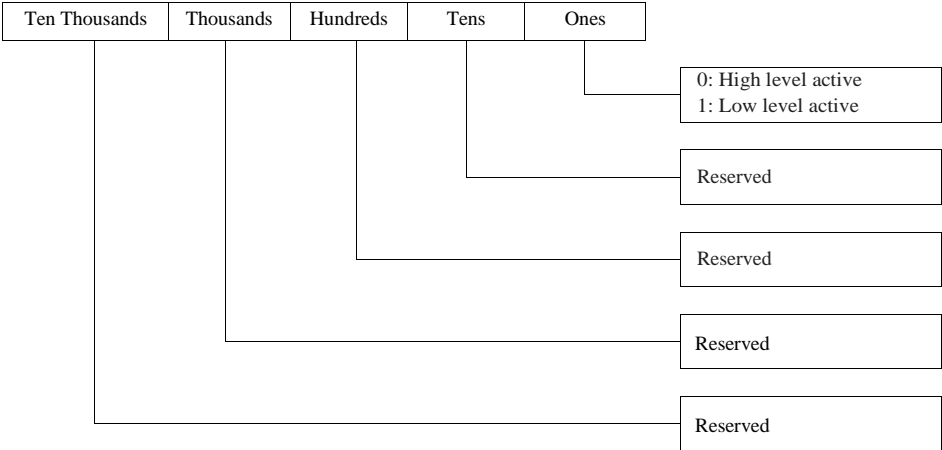 Ten Thousands Thousands Hundreds Tens Ones
0: High level active
1: Low level active
Reserved
Reserved
Reserved
Reserved